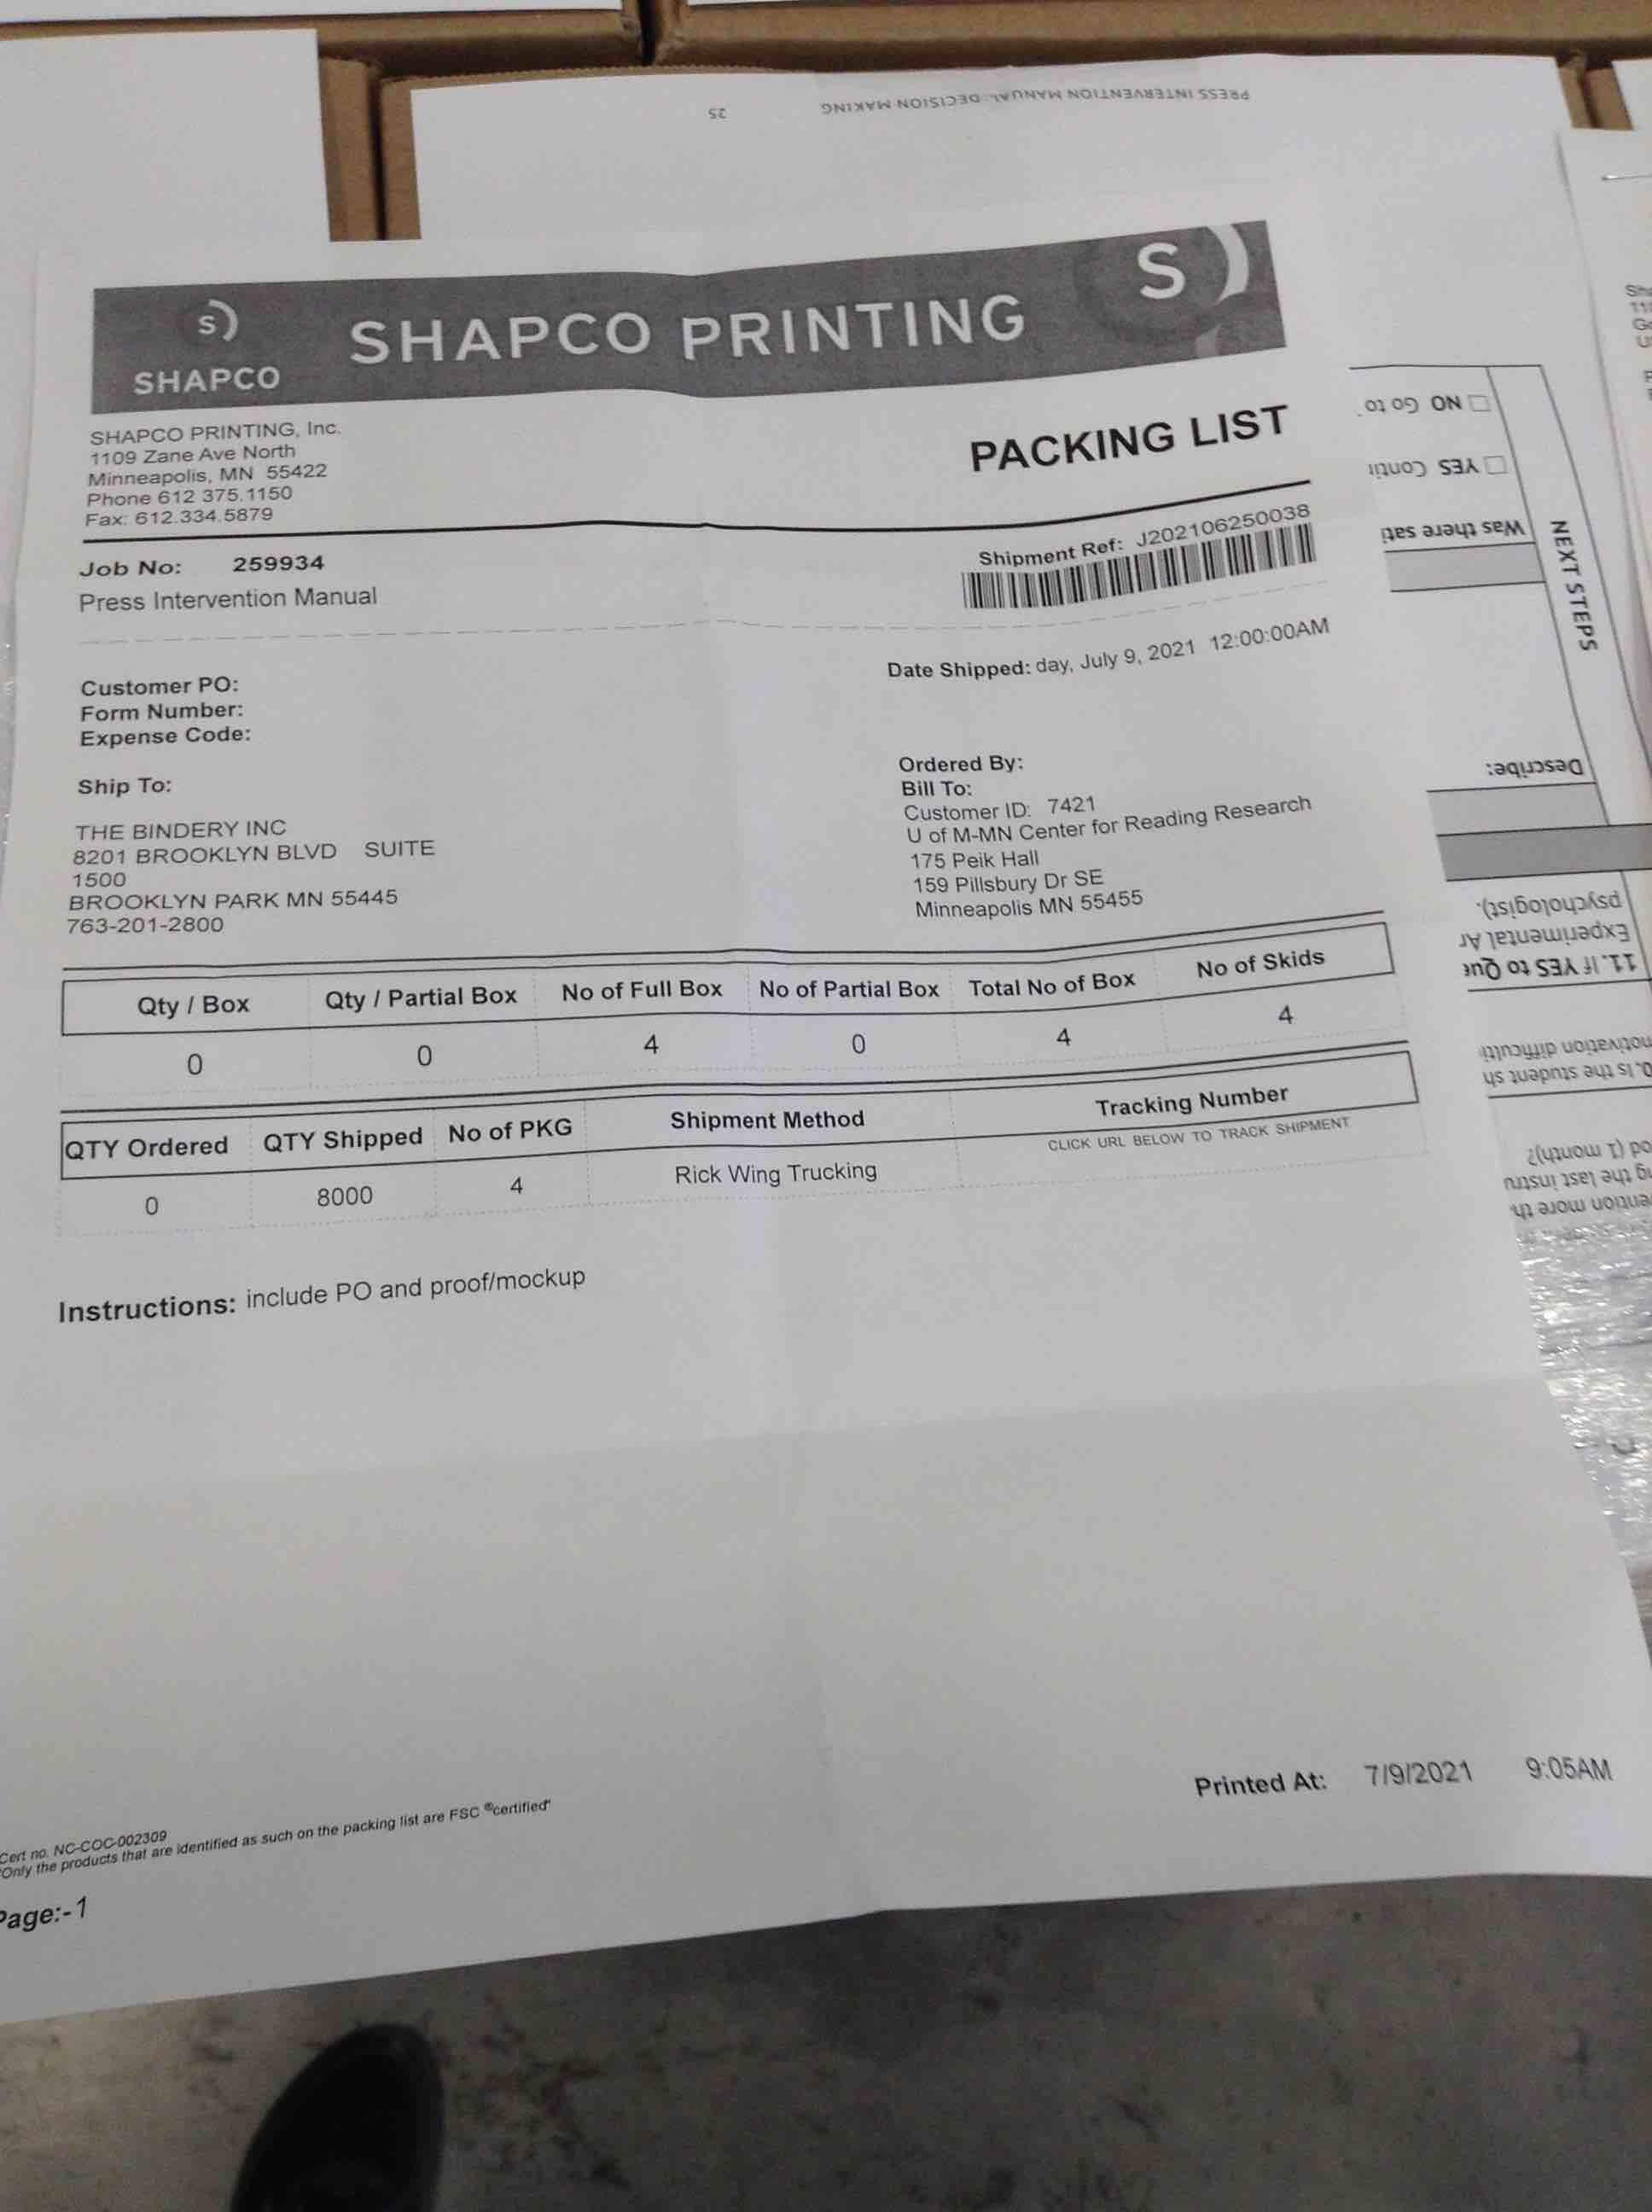 PRESS INTERVENTION MANUAL: DECISION MAKING
25
S)
SHAPCO
SHAPCO PRINTING
S)
SHAPCO PRINTING, Inc.
1109 Zane Ave North
Minneapolis, MN 55422
Phone 612 375.1150
Fax: 612.334.5879
PACKING LIST
Job No: 259934
Press Intervention Manual
Shipment Ref: J202106250038
Customer PO:
Form Number:
Expense Code:
Date Shipped: day, July 9, 2021 12:00:00AM
Ship To:
THE BINDERY INC
8201 BROOKLYN BLVD SUITE
1500
BROOKLYN PARK MN 55445
763-201-2800
Ordered By:
Bill To:
Customer ID: 7421
U of M-MN Center for Reading Research
175 Peik Hall
159 Pillsbury Dr SE
Minneapolis MN 55455
Qty / Box Qty / Partial Box No of Full Box No of Partial Box Total No of Box No of Skids
0 0 4 0 4 4
QTY Ordered QTY Shipped No of PKG Shipment Method Tracking Number
CLICK URL BELOW TO TRACK SHIPMENT
0 8000 4 Rick Wing Trucking
Instructions: include PO and proof/mockup
Printed At: 7/9/2021 9:05AM
Cert no. NC-COC-002309
"Only the products that are identified as such on the packing list are FSC ®certified"
Page:-1
NO Go to
YES Contin
Was there sati
NEXT STEPS
Describe:
psychologist).
Experimental Ar
11. If YES to Que
motivation difficulti
0. Is the student sh
od (1 month)?
ng the last instru
ention more th